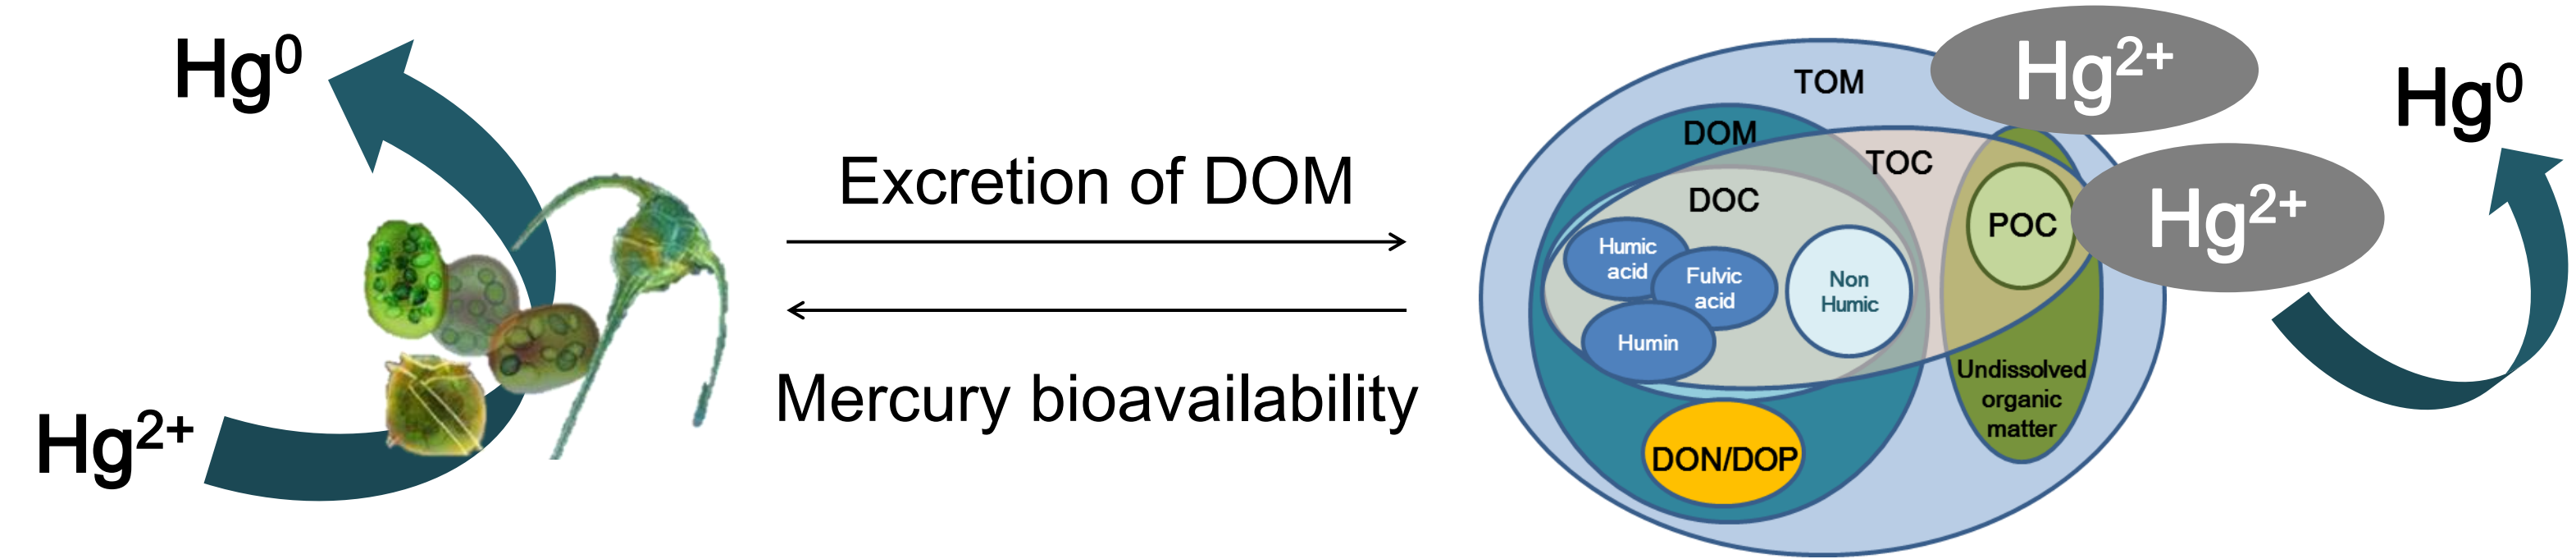 Hg⁰
Hg²⁺
Excretion of DOM
Mercury bioavailability
TOM
DOM
TOC
DOC
Humic
acid
Fulvic
acid
Humin
Non
Humic
POC
Undissolved
organic
matter
DON/DOP
Hg²⁺
Hg²⁺
Hg⁰